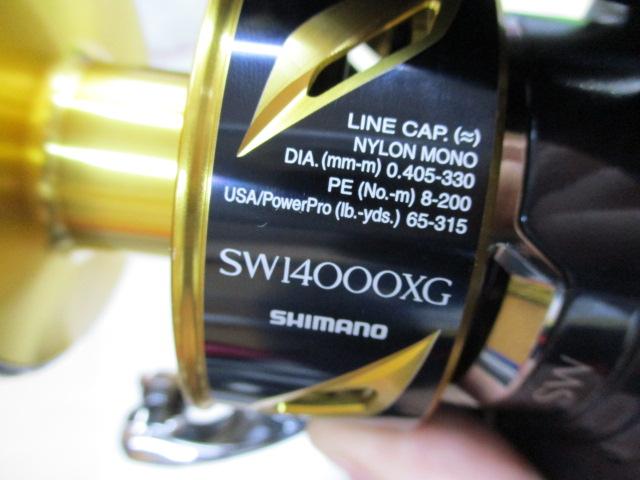 LINE CAP. (≈)
NYLON MONO
DIA. (mm-m) 0.405-330
PE (No.-m) 8-200
USA/PowerPro (lb.-yds.) 65-315
SW14000XG
SHIMANO
SW